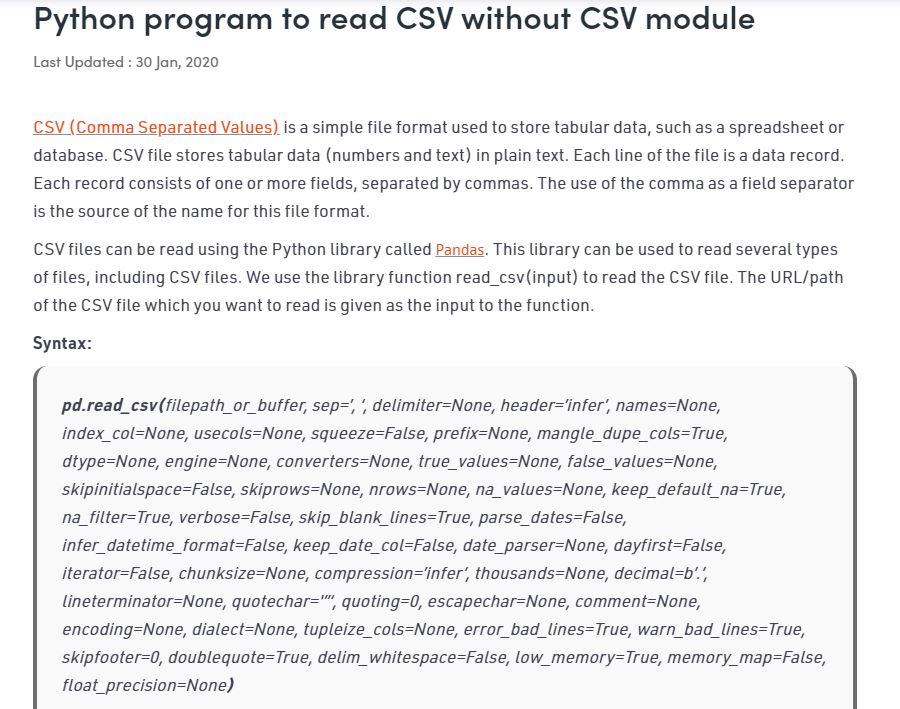 Python program to read CSV without CSV module
Last Updated : 30 Jan, 2020
CSV (Comma Separated Values) is a simple file format used to store tabular data, such as a spreadsheet or
database. CSV file stores tabular data (numbers and text) in plain text. Each line of the file is a data record.
Each record consists of one or more fields, separated by commas. The use of the comma as a field separator
is the source of the name for this file format.
CSV files can be read using the Python library called Pandas. This library can be used to read several types
of files, including CSV files. We use the library function read_csv(input) to read the CSV file. The URL/path
of the CSV file which you want to read is given as the input to the function.
Syntax:
pd.read_csv(filepath_or_buffer, sep=’, ‘, delimiter=None, header=’infer’, names=None,
index_col=None, usecols=None, squeeze=False, prefix=None, mangle_dupe_cols=True,
dtype=None, engine=None, converters=None, true_values=None, false_values=None,
skipinitialspace=False, skiprows=None, nrows=None, na_values=None, keep_default_na=True,
na_filter=True, verbose=False, skip_blank_lines=True, parse_dates=False,
infer_datetime_format=False, keep_date_col=False, date_parser=None, dayfirst=False,
iterator=False, chunksize=None, compression=’infer’, thousands=None, decimal=b’.’,
lineterminator=None, quotechar='”‘, quoting=0, escapechar=None, comment=None,
encoding=None, dialect=None, tupleize_cols=None, error_bad_lines=True, warn_bad_lines=True,
skipfooter=0, doublequote=True, delim_whitespace=False, low_memory=True, memory_map=False,
float_precision=None)